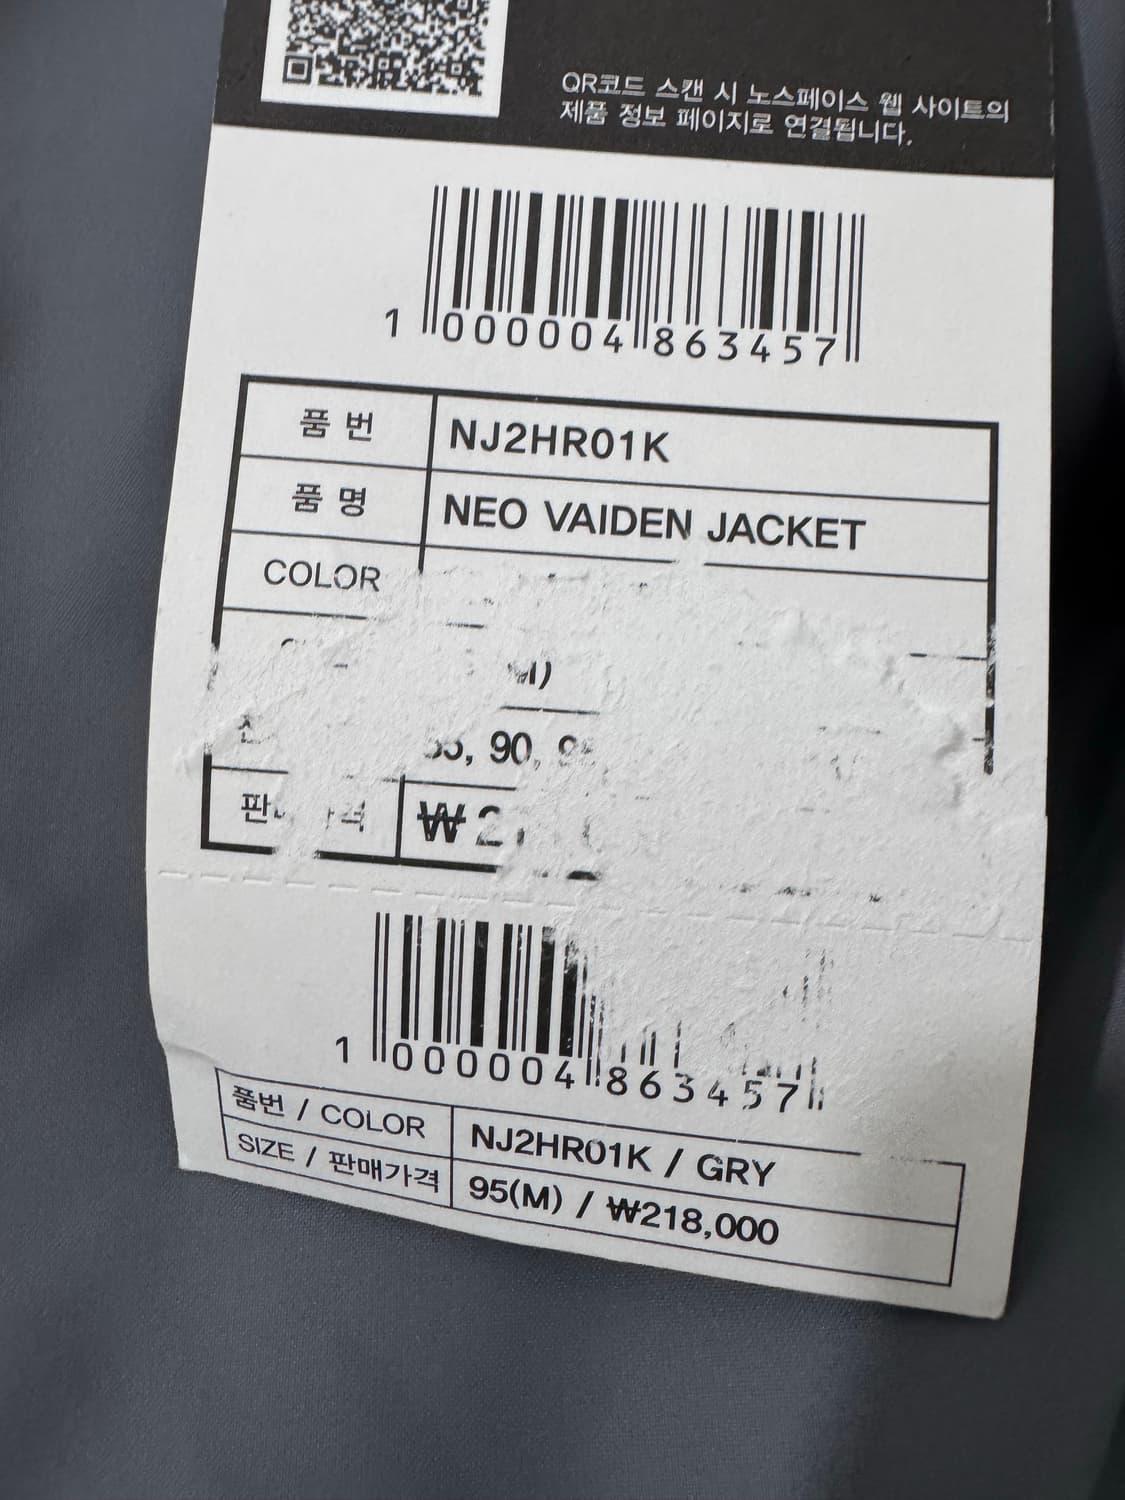 QR코드 스캔 시 노스페이스 웹 사이트의
제품 정보 페이지로 연결됩니다.
1 000004 863457
품 번 NJ2HR01K
품 명 NEO VAIDEN JACKET
COLOR
90,
₩2
1 000004 863457
품번 / COLOR NJ2HR01K / GRY
SIZE / 판매가격 95(M) / ₩218,000